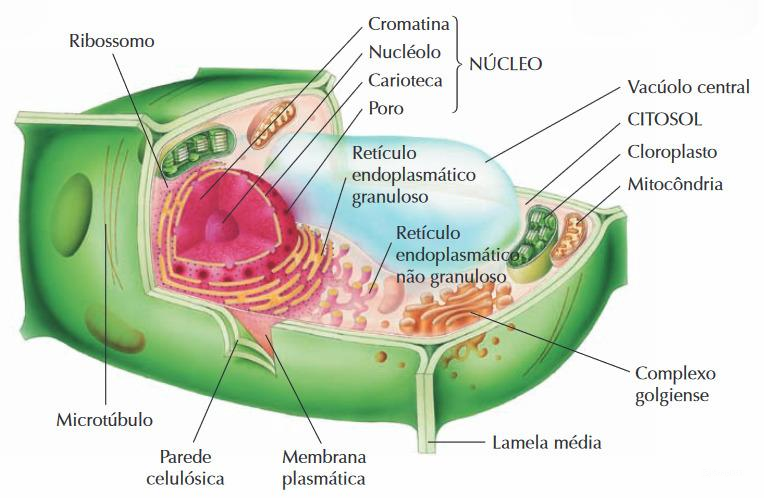 Ribossomo
Cromatina
Nucléolo
Carioteca
Poro
NÚCLEO
Vacúolo central
CITOSOL
Cloroplasto
Mitocôndria
Retículo
endoplasmático
granuloso
Retículo
endoplasmático
não granuloso
Complexo
golgiense
Lamela média
Membrana
plasmática
Parede
celulósica
Microtúbulo